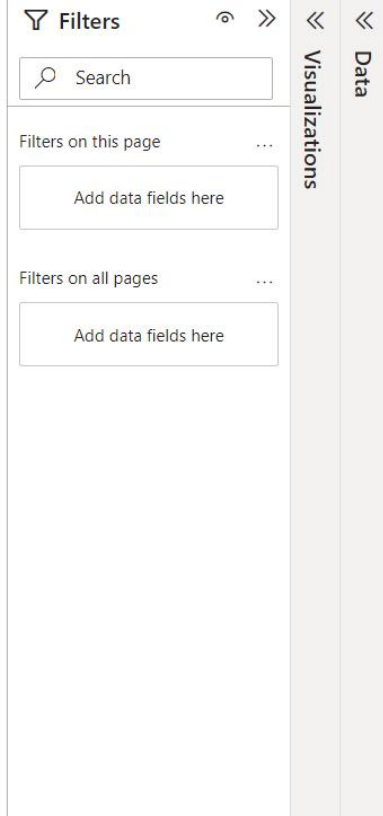 Filters
Search
Filters on this page
...
Add data fields here
Filters on all pages
...
Add data fields here
Visualizations
Data